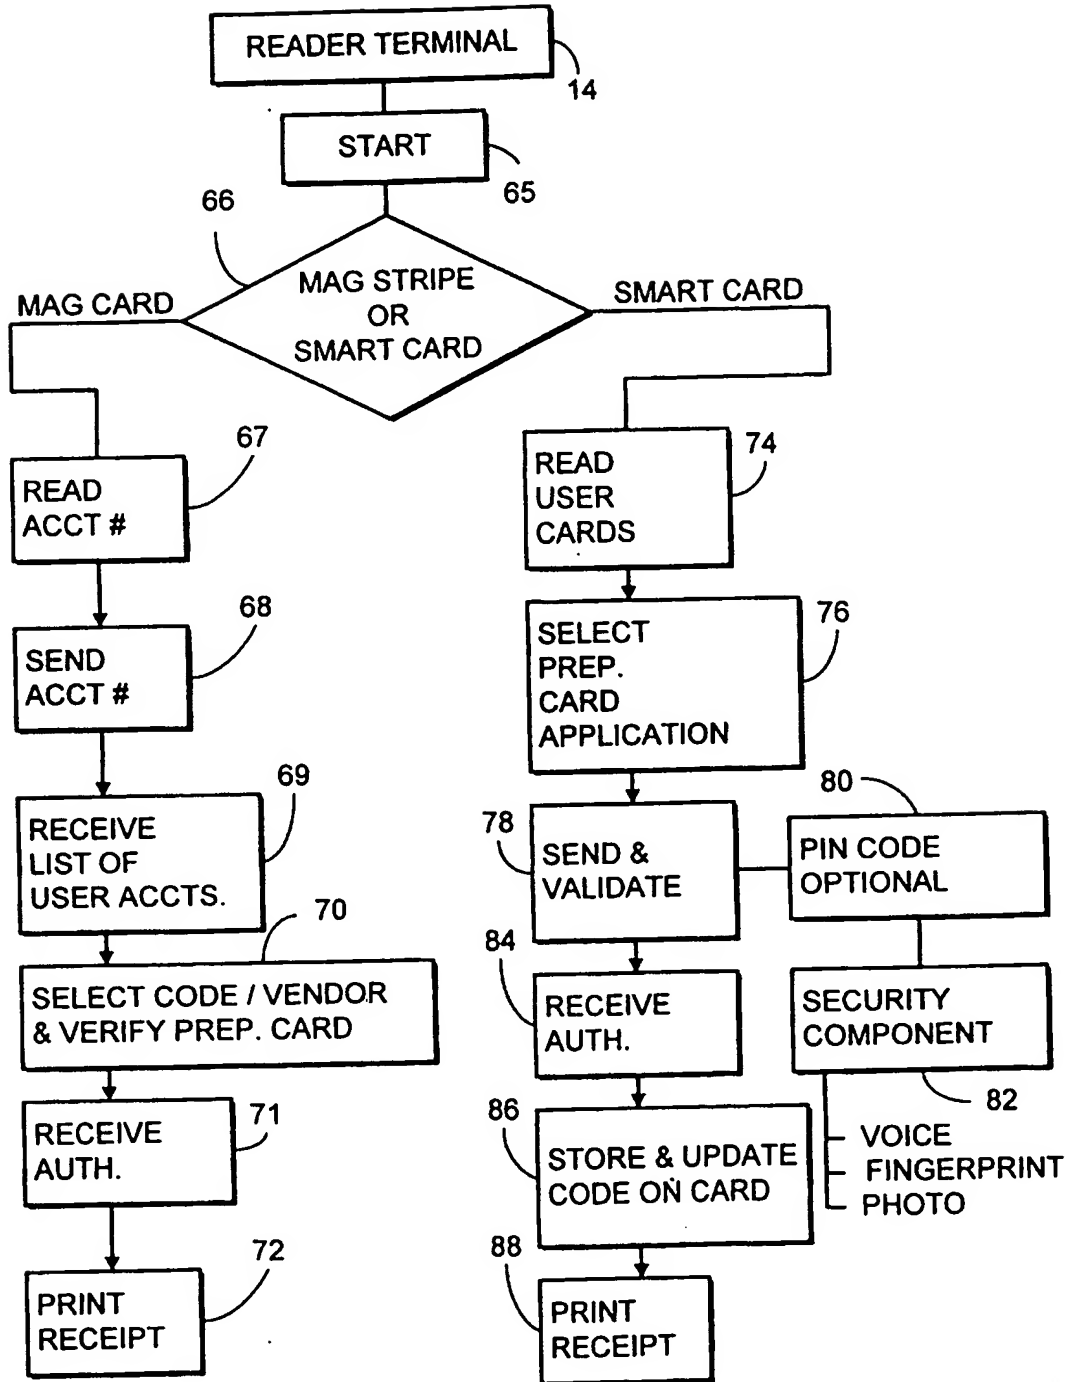 READER TERMINAL
14
START
65
66
MAG STRIPE
OR
SMART CARD
MAG CARD
SMART CARD
67
READ
ACCT #
68
SEND
ACCT #
69
RECEIVE
LIST OF
USER ACCTS.
70
SELECT CODE / VENDOR
& VERIFY PREP. CARD
71
RECEIVE
AUTH.
72
PRINT
RECEIPT
74
READ
USER
CARDS
76
SELECT
PREP.
CARD
APPLICATION
78
SEND &
VALIDATE
80
PIN CODE
OPTIONAL
SECURITY
COMPONENT
82
VOICE
FINGERPRINT
PHOTO
84
RECEIVE
AUTH.
86
STORE & UPDATE
CODE ON CARD
88
PRINT
RECEIPT